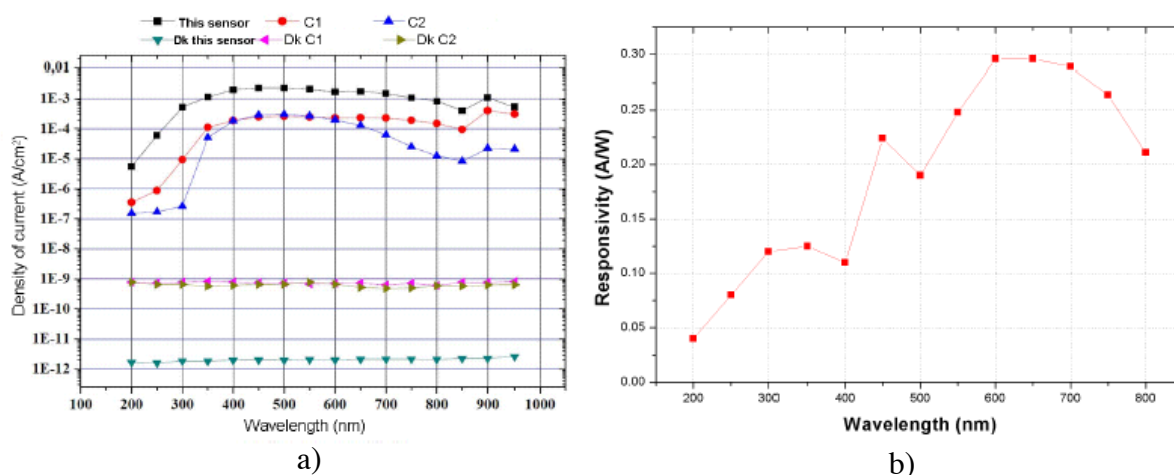 This sensor C1 C2
Dk this sensor Dk C1 Dk C2
Density of current (A/cm²)
0,01
1E-3
1E-4
1E-5
1E-6
1E-7
1E-8
1E-9
1E-10
1E-11
1E-12
100 200 300 400 500 600 700 800 900 1000
Wavelength (nm)
a)
Responsivity (A/W)
0.30
0.25
0.20
0.15
0.10
0.05
0.00
200 300 400 500 600 700 800
Wavelength (nm)
b)